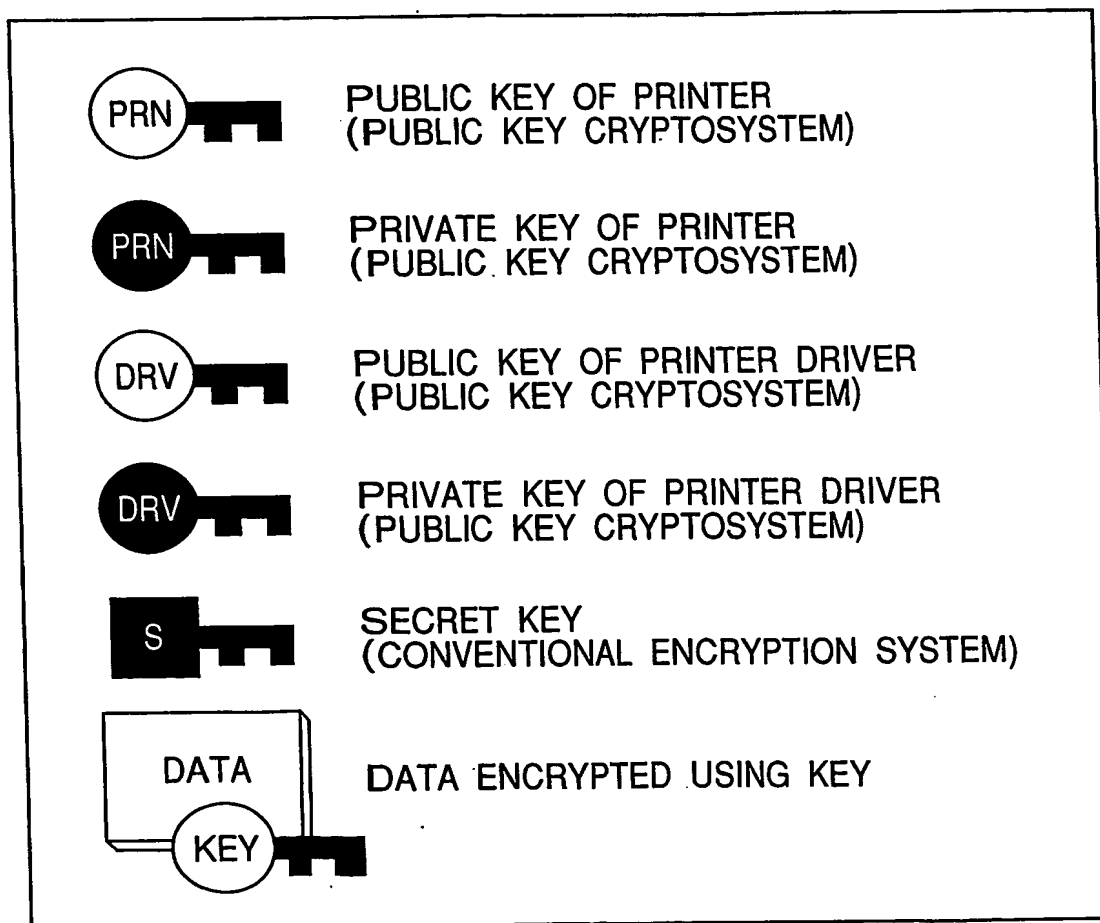 PRN
PUBLIC KEY OF PRINTER
(PUBLIC KEY CRYPTOSYSTEM)
PRN
PRIVATE KEY OF PRINTER
(PUBLIC KEY CRYPTOSYSTEM)
DRV
PUBLIC KEY OF PRINTER DRIVER
(PUBLIC KEY CRYPTOSYSTEM)
DRV
PRIVATE KEY OF PRINTER DRIVER
(PUBLIC KEY CRYPTOSYSTEM)
S
SECRET KEY
(CONVENTIONAL ENCRYPTION SYSTEM)
DATA
DATA ENCRYPTED USING KEY
KEY